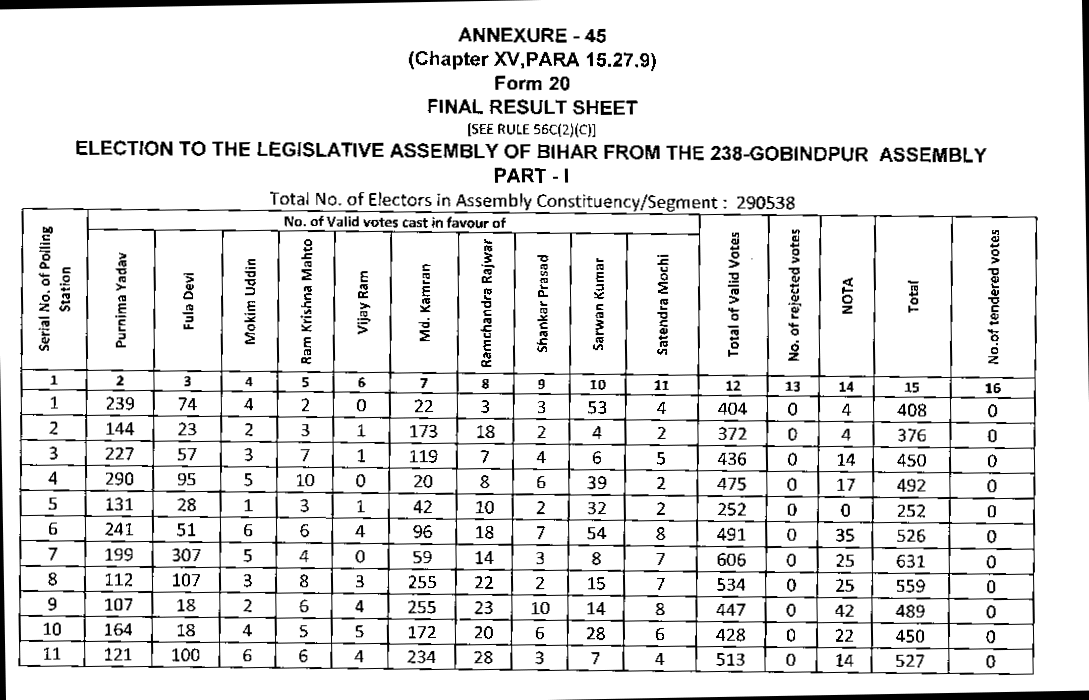 ANNEXURE - 45
(Chapter XV,PARA 15.27.9)
Form 20
FINAL RESULT SHEET
[SEE RULE 56C(2)(C)]
ELECTION TO THE LEGISLATIVE ASSEMBLY OF BIHAR FROM THE 238-GOBINDPUR ASSEMBLY
PART - I
Total No. of Electors in Assembly Constituency/Segment : 290538
Serial No. of Polling Station
No. of Valid votes cast in favour of
Purnima Yadav
Fula Devi
Mokim Uddin
Ram Krishna Mahto
Vijay Ram
Md. Kamran
Ramchandra Rajwar
Shankar Prasad
Sarwan Kumar
Satendra Mochi
Total of Valid Votes
No. of rejected votes
NOTA
Total
No.of tendered votes
1 2 3 4 5 6 7 8 9 10 11 12 13 14 15 16
1 239 74 4 2 0 22 3 3 53 4 404 0 4 408 0
2 144 23 2 3 1 173 18 2 4 2 372 0 4 376 0
3 227 57 3 7 1 119 7 4 6 5 436 0 14 450 0
4 290 95 5 10 0 20 8 6 39 2 475 0 17 492 0
5 131 28 1 3 1 42 10 2 32 2 252 0 0 252 0
6 241 51 6 6 4 96 18 7 54 8 491 0 35 526 0
7 199 307 5 4 0 59 14 3 8 7 606 0 25 631 0
8 112 107 3 8 3 255 22 2 15 7 534 0 25 559 0
9 107 18 2 6 4 255 23 10 14 8 447 0 42 489 0
10 164 18 4 5 5 172 20 6 28 6 428 0 22 450 0
11 121 100 6 6 4 234 28 3 7 4 513 0 14 527 0